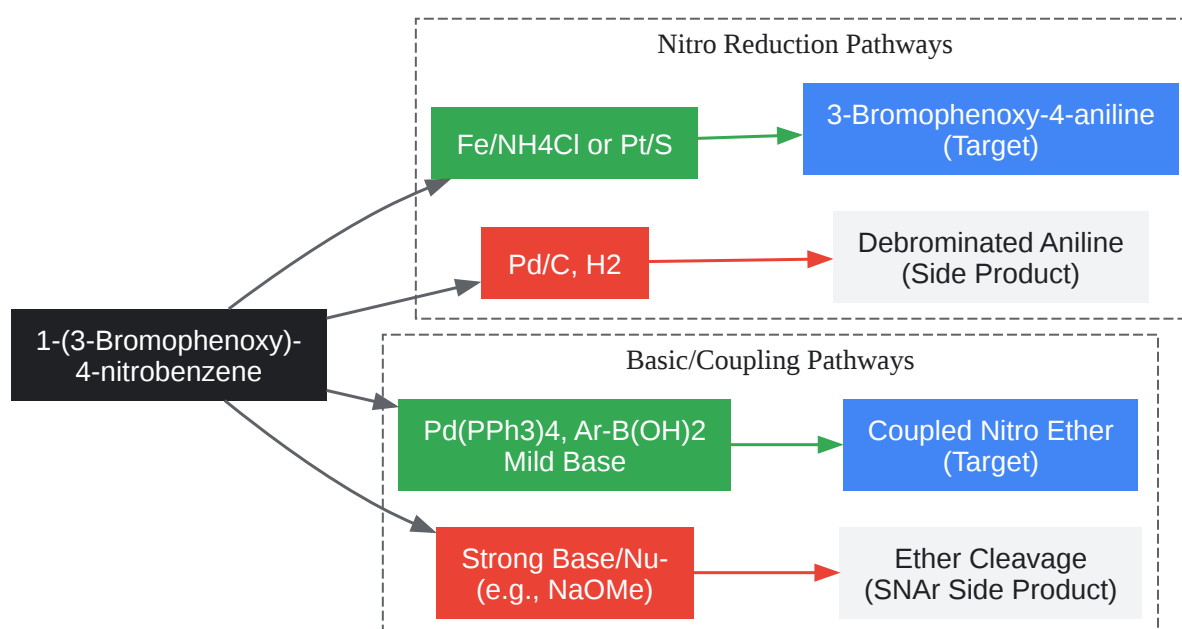 Nitro Reduction Pathways
Fe/NH4Cl or Pt/S
3-Bromophenoxy-4-aniline
(Target)
Pd/C, H2
Debrominated Aniline
(Side Product)
1-(3-Bromophenoxy)-
4-nitrobenzene
Basic/Coupling Pathways
Pd(PPh3)4, Ar-B(OH)2
Mild Base
Coupled Nitro Ether
(Target)
Strong Base/Nu-
(e.g., NaOMe)
Ether Cleavage
(SNAr Side Product)